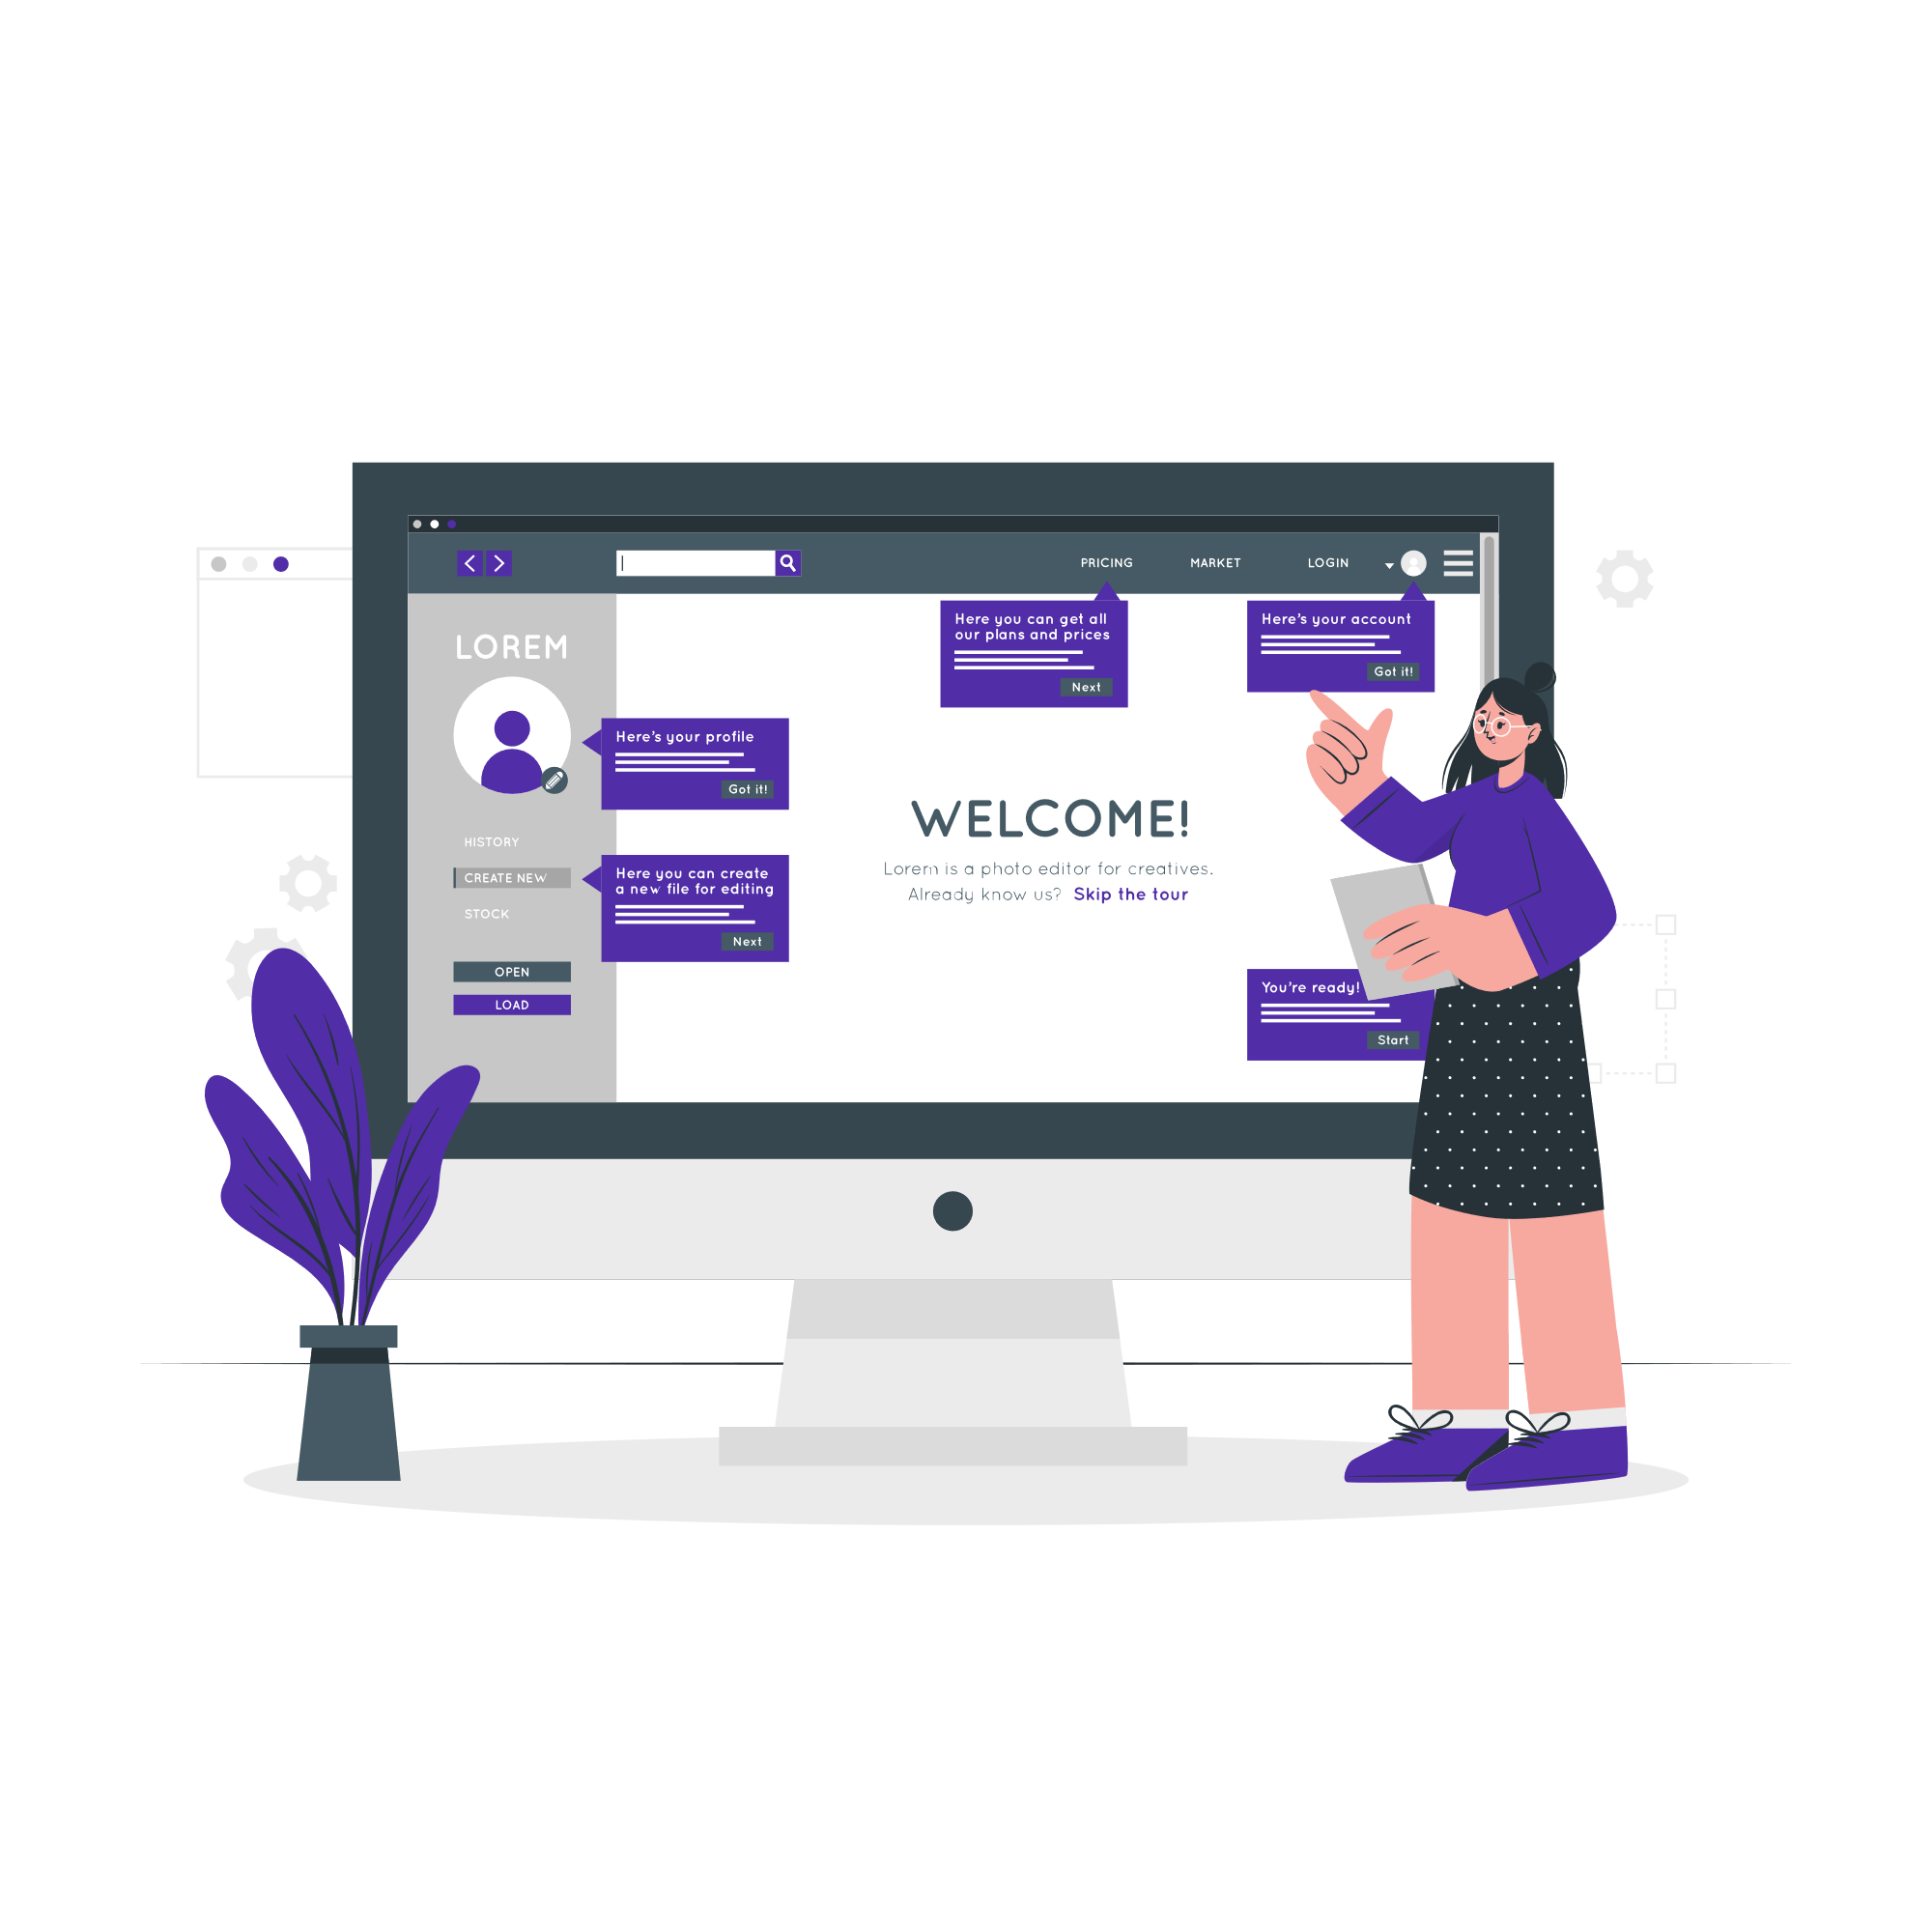 PRICING
MARKET
LOGIN
Here you can get all
our plans and prices
Next
Here's your account
Got it!
LOREM
Here's your profile
Got it!
HISTORY
CREATE NEW
STOCK
OPEN
LOAD
Here you can create
a new file for editing
Next
WELCOME!
Lorem is a photo editor for creatives.
Already know us? Skip the tour
You're ready!
Start